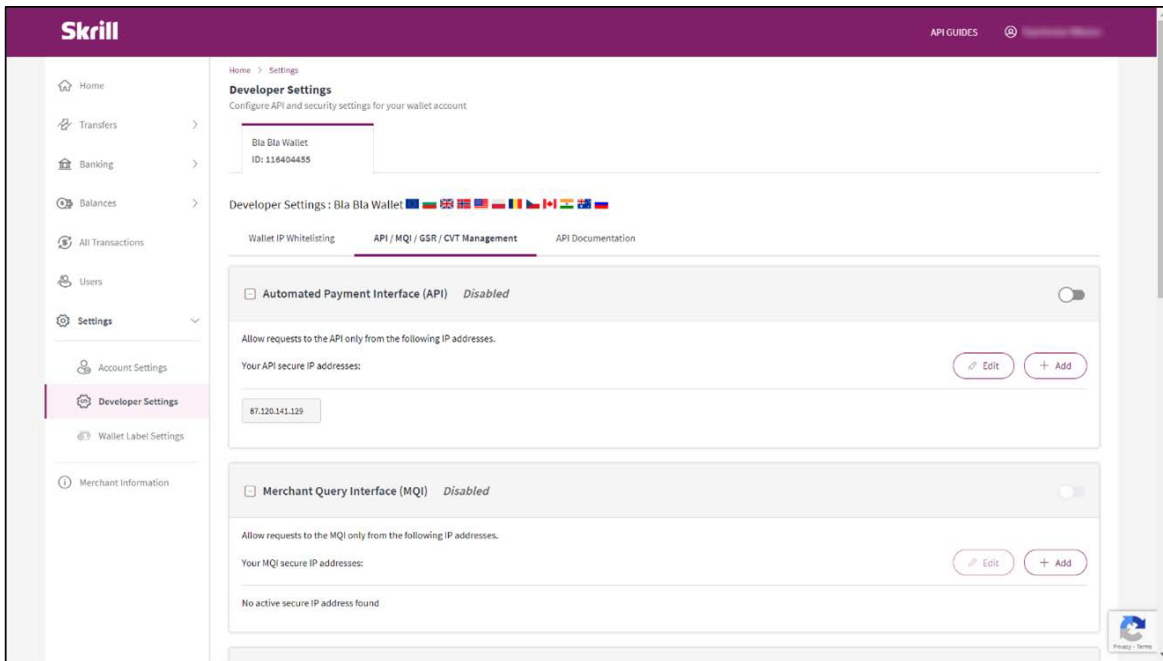 Skrill
API GUIDES
Home
Transfers
Banking
Balances
All Transactions
Users
Settings
Account Settings
Developer Settings
Wallet Label Settings
Merchant Information
Home > Settings
Developer Settings
Configure API and security settings for your wallet account
Bla Bla Wallet
ID: 116404455
Developer Settings : Bla Bla Wallet
Wallet IP Whitelisting API / MQI / GSR / CVT Management API Documentation
Automated Payment Interface (API) Disabled
Allow requests to the API only from the following IP addresses.
Your API secure IP addresses: Edit + Add
87.120.141.129
Merchant Query Interface (MQI) Disabled
Allow requests to the MQI only from the following IP addresses.
Your MQI secure IP addresses: Edit + Add
No active secure IP address found
Privacy - Terms